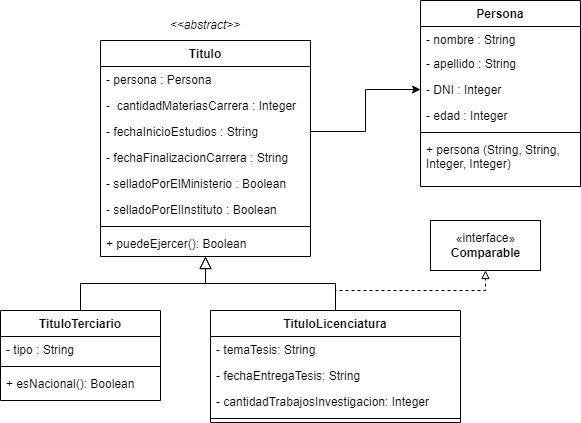 <<abstract>>
Titulo
- persona : Persona
- cantidadMateriasCarrera : Integer
- fechaInicioEstudios : String
- fechaFinalizacionCarrera : String
- selladoPorElMinisterio : Boolean
- selladoPorElInstituto : Boolean
+ puedeEjercer(): Boolean
Persona
- nombre : String
- apellido : String
- DNI : Integer
- edad : Integer
+ persona (String, String,
Integer, Integer)
«interface»
Comparable
TituloTerciario
- tipo : String
+ esNacional(): Boolean
TituloLicenciatura
- temaTesis: String
- fechaEntregaTesis: String
- cantidadTrabajosInvestigacion: Integer